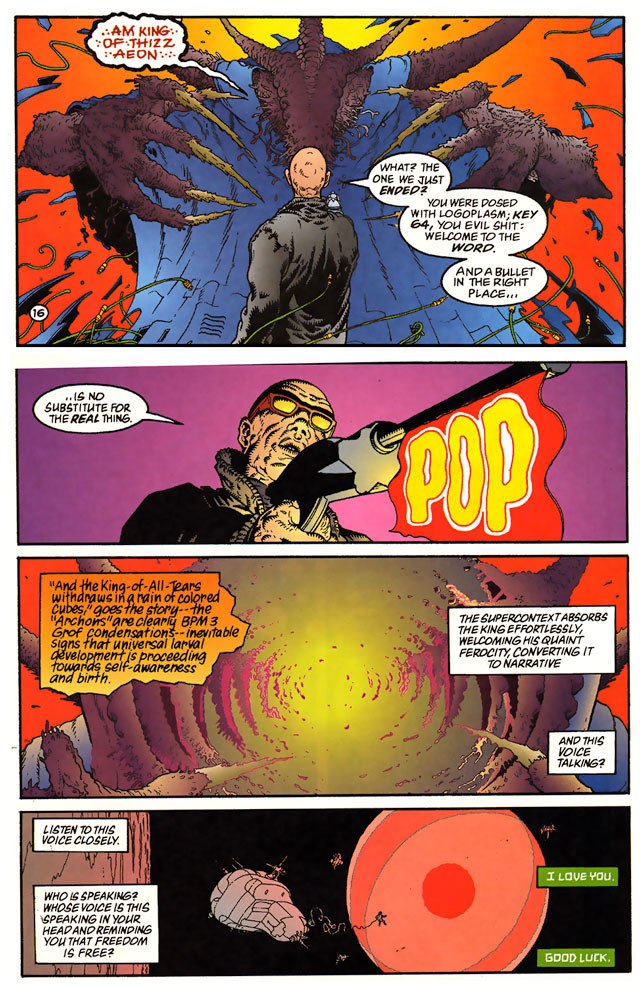 ∴AM KING
OF THIZZ
AEON∴
WHAT? THE
ONE WE JUST
ENDED?
YOU WERE DOSED
WITH LOGOPLASM; KEY
64, YOU EVIL SHIT:
WELCOME TO THE
WORD.
AND A BULLET
IN THE RIGHT
PLACE...
16
..IS NO
SUBSTITUTE FOR
THE REAL THING.
POP
"And the King-of-All-Tears
withdraws in a rain of colored
cubes," goes the story--the
"Archons" are clearly BPM 3
Grof condensations--inevitable
signs that universal larval
development is proceeding
towards self-awareness
and birth.
THE SUPERCONTEXT ABSORBS
THE KING EFFORTLESSLY,
WELCOMING HIS QUAINT
FEROCITY, CONVERTING IT
TO NARRATIVE
AND THIS
VOICE
TALKING?
LISTEN TO THIS
VOICE CLOSELY.
WHO IS SPEAKING?
WHOSE VOICE IS THIS
SPEAKING IN YOUR
HEAD AND REMINDING
YOU THAT FREEDOM
IS FREE?
I LOVE YOU.
GOOD LUCK.